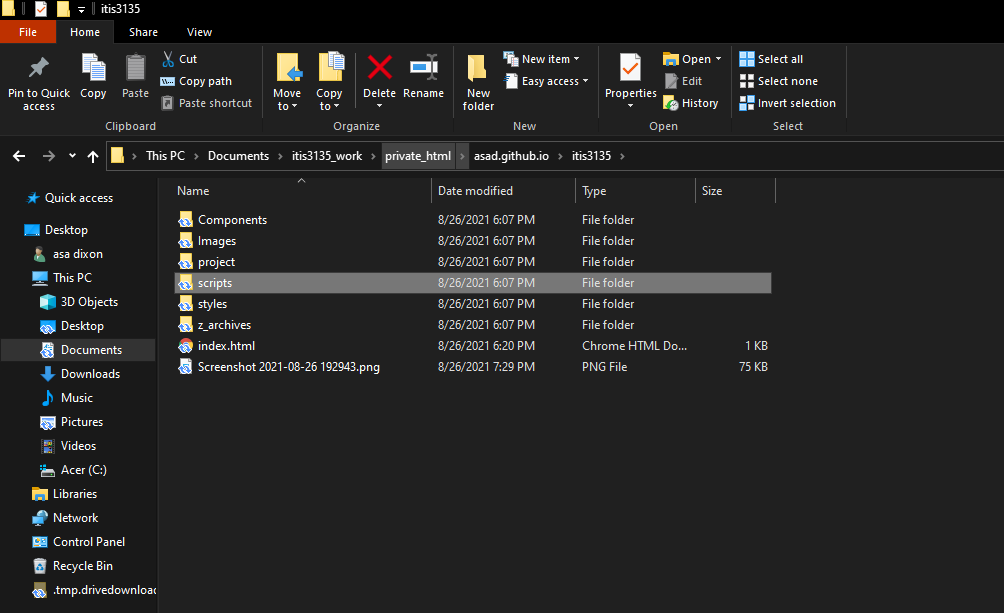 itis3135
File Home Share View
Pin to Quick access
Copy
Paste
Cut
Copy path
Paste shortcut
Clipboard
Move to
Copy to
Delete
Rename
Organize
New folder
New item
Easy access
New
Properties
Open
Edit
History
Open
Select all
Select none
Invert selection
Select
This PC > Documents > itis3135_work > private_html > asad.github.io > itis3135 >
Quick access
Desktop
asa dixon
This PC
3D Objects
Desktop
Documents
Downloads
Music
Pictures
Videos
Acer (C:)
Libraries
Network
Control Panel
Recycle Bin
.tmp.drivedownload
Name Date modified Type Size
Components 8/26/2021 6:07 PM File folder
Images 8/26/2021 6:07 PM File folder
project 8/26/2021 6:07 PM File folder
scripts 8/26/2021 6:07 PM File folder
styles 8/26/2021 6:07 PM File folder
z_archives 8/26/2021 6:07 PM File folder
index.html 8/26/2021 6:20 PM Chrome HTML Do... 1 KB
Screenshot 2021-08-26 192943.png 8/26/2021 7:29 PM PNG File 75 KB